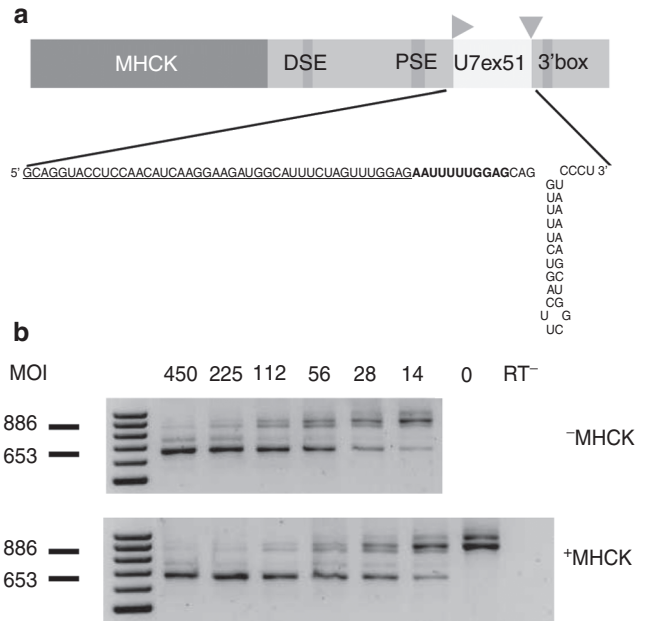 a
MHCK DSE PSE U7ex51 3'box
5' GCAGGUACCUCCAACAUCAAGGAAGAUGGCAUUUCUAGUUUGGAGAAUUUUUGGAGCAG CCCU 3'
GU
UA
UA
UA
UA
CA
UG
GC
AU
CG
U G
UC
b
MOI 450 225 112 56 28 14 0 RT⁻
886
653
⁻MHCK
886
653
⁺MHCK